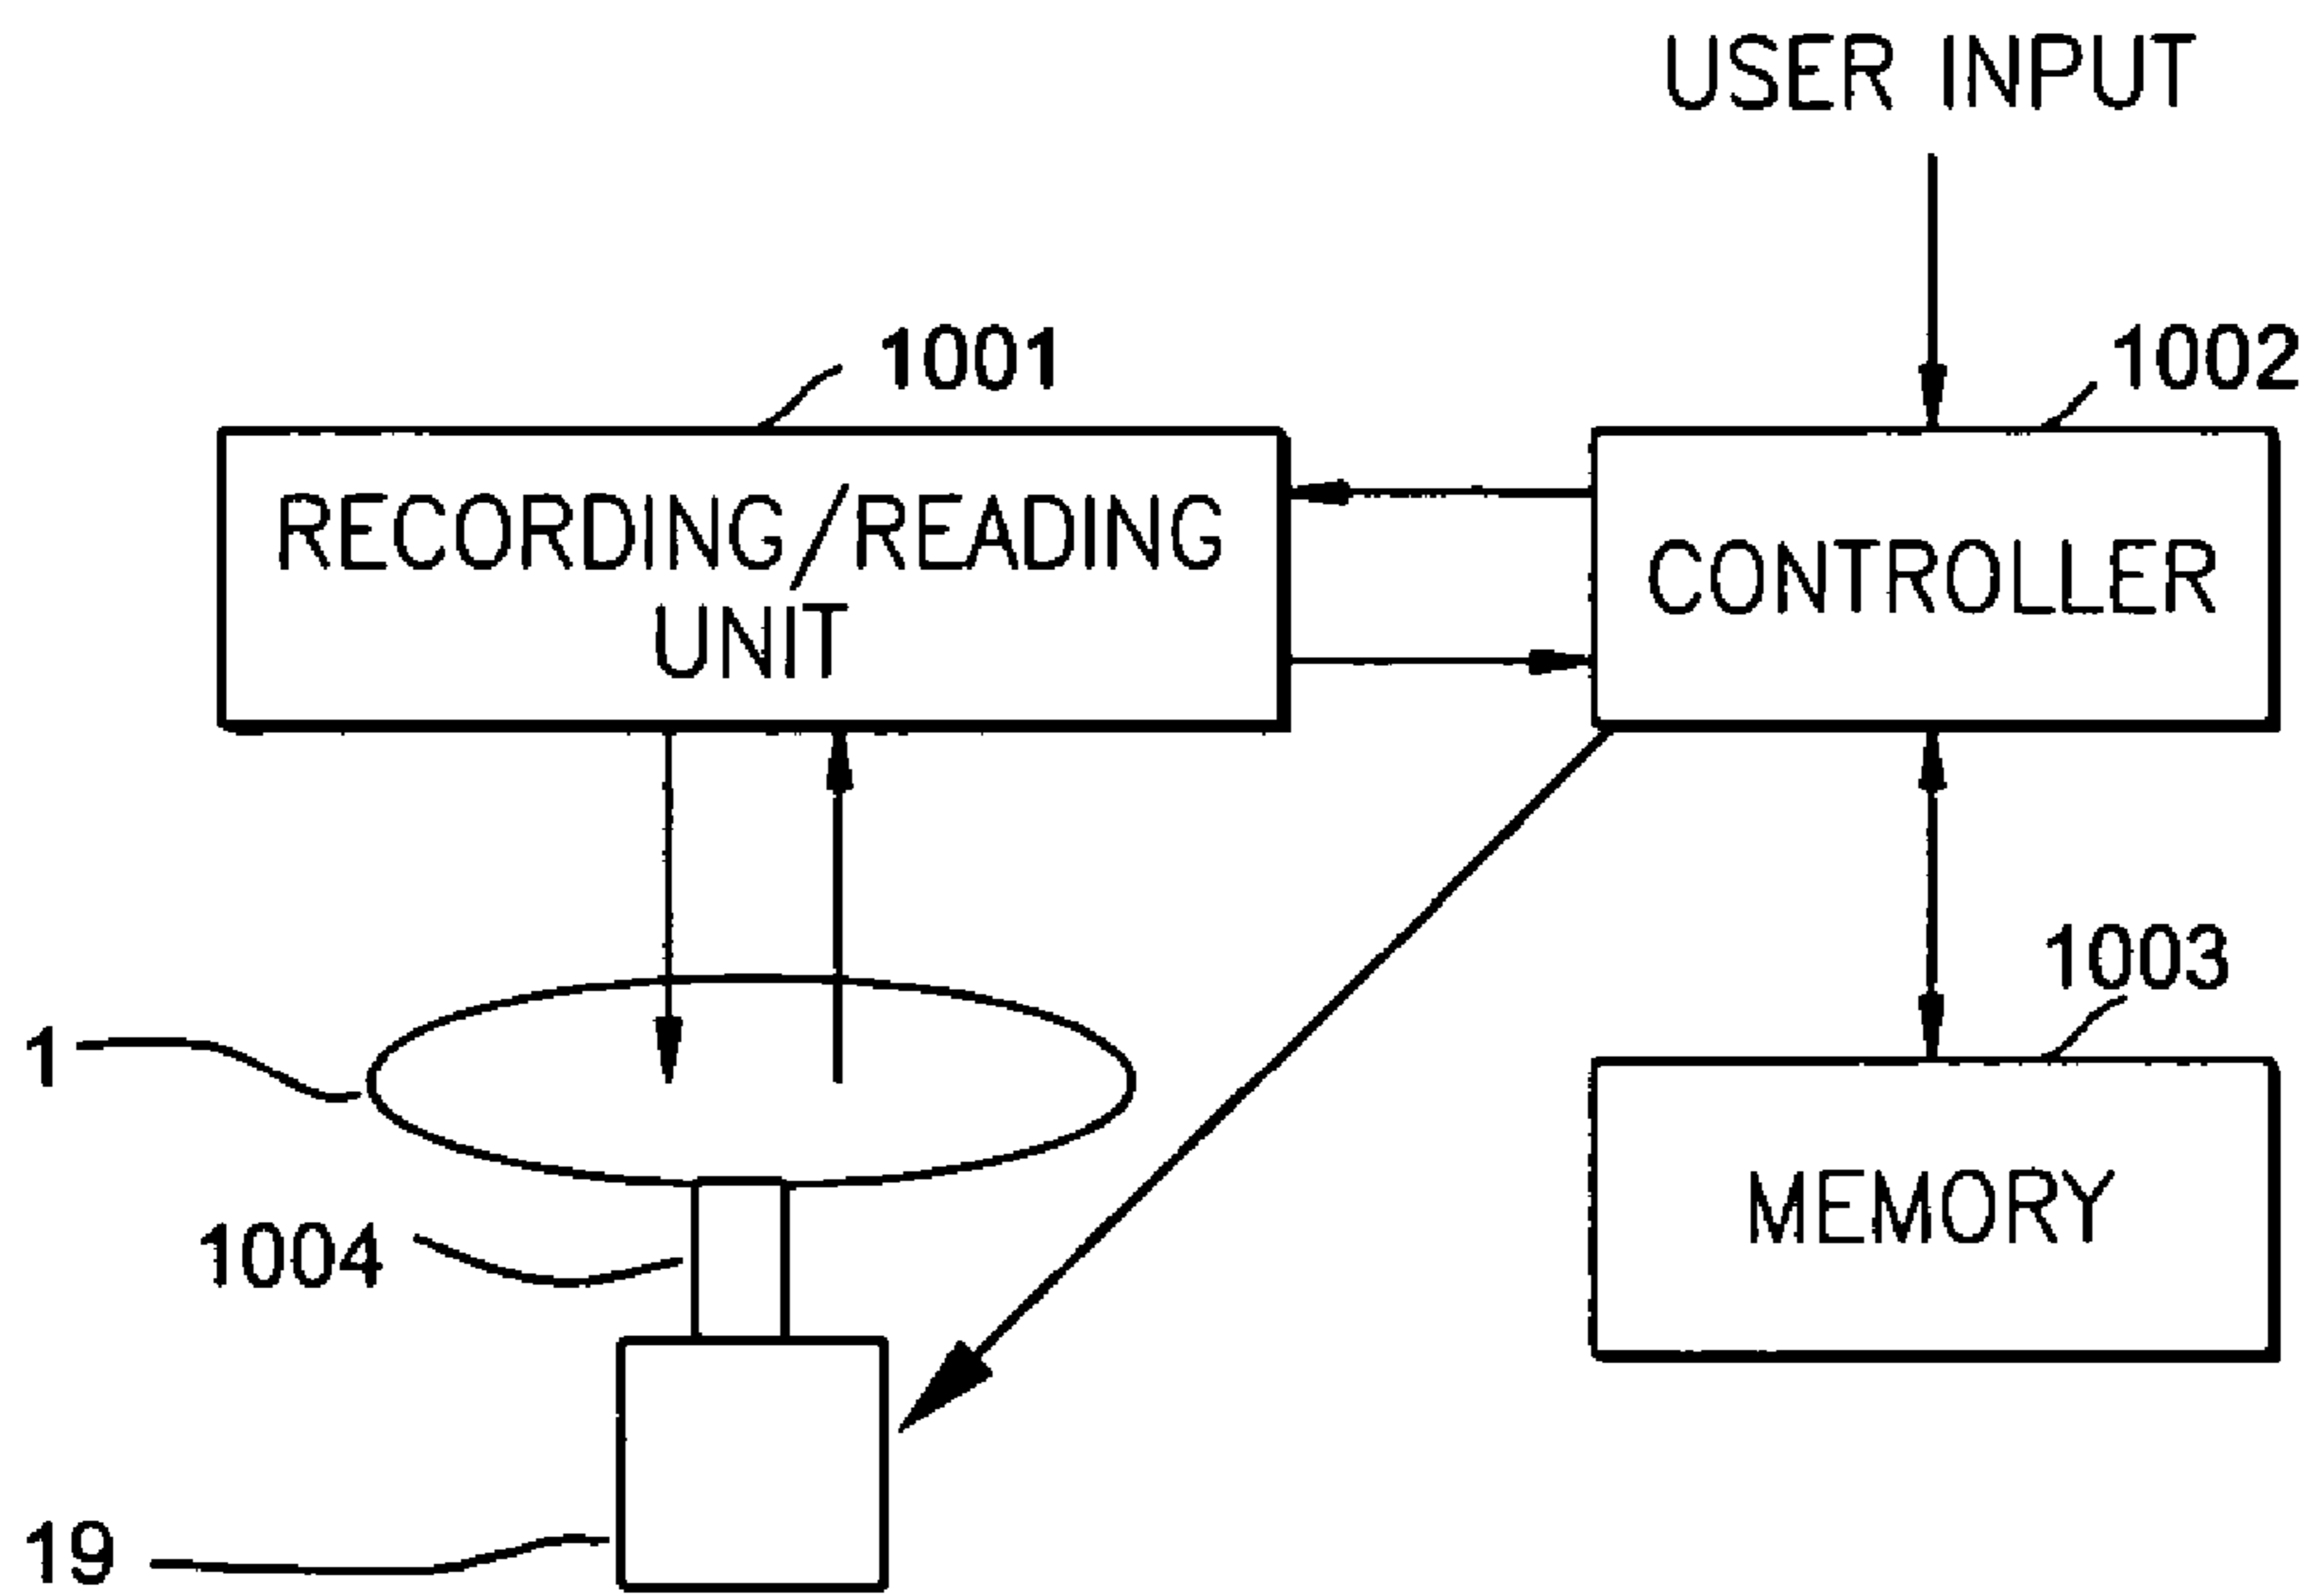 USER INPUT
1001
1002
RECORDING/READING
UNIT
CONTROLLER
1
1003
1004
MEMORY
19